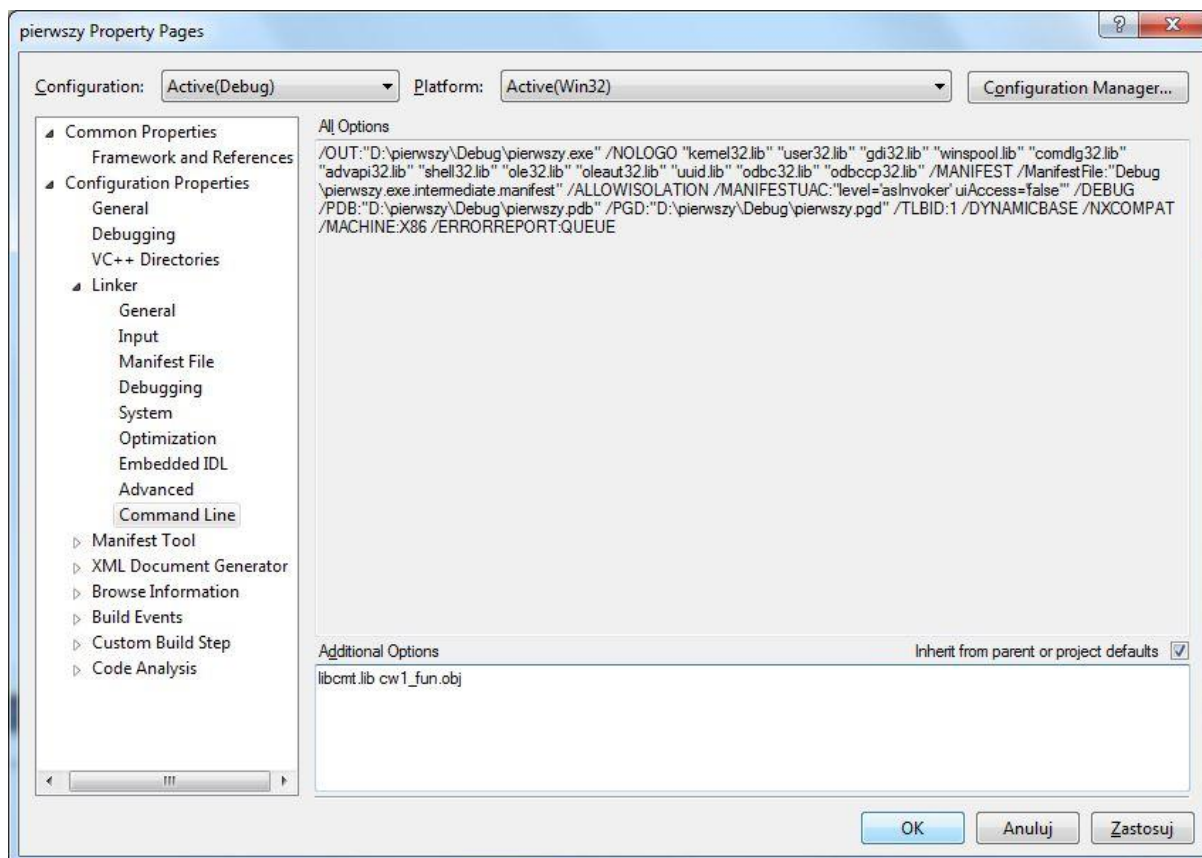 pierwszy Property Pages
Configuration: Active(Debug) Platform: Active(Win32) Configuration Manager...
Common Properties
Framework and References
Configuration Properties
General
Debugging
VC++ Directories
Linker
General
Input
Manifest File
Debugging
System
Optimization
Embedded IDL
Advanced
Command Line
Manifest Tool
XML Document Generator
Browse Information
Build Events
Custom Build Step
Code Analysis
All Options
/OUT:"D:\pierwszy\Debug\pierwszy.exe" /NOLOGO "kernel32.lib" "user32.lib" "gdi32.lib" "winspool.lib" "comdlg32.lib"
"advapi32.lib" "shell32.lib" "ole32.lib" "oleaut32.lib" "uuid.lib" "odbc32.lib" "odbccp32.lib" /MANIFEST /ManifestFile:"Debug
\pierwszy.exe.intermediate.manifest" /ALLOWISOLATION /MANIFESTUAC:"level='asInvoker' uiAccess='false'" /DEBUG
/PDB:"D:\pierwszy\Debug\pierwszy.pdb" /PGD:"D:\pierwszy\Debug\pierwszy.pgd" /TLBID:1 /DYNAMICBASE /NXCOMPAT
/MACHINE:X86 /ERRORREPORT:QUEUE
Additional Options Inherit from parent or project defaults
libcmt.lib cw1_fun.obj
OK Anuluj Zastosuj